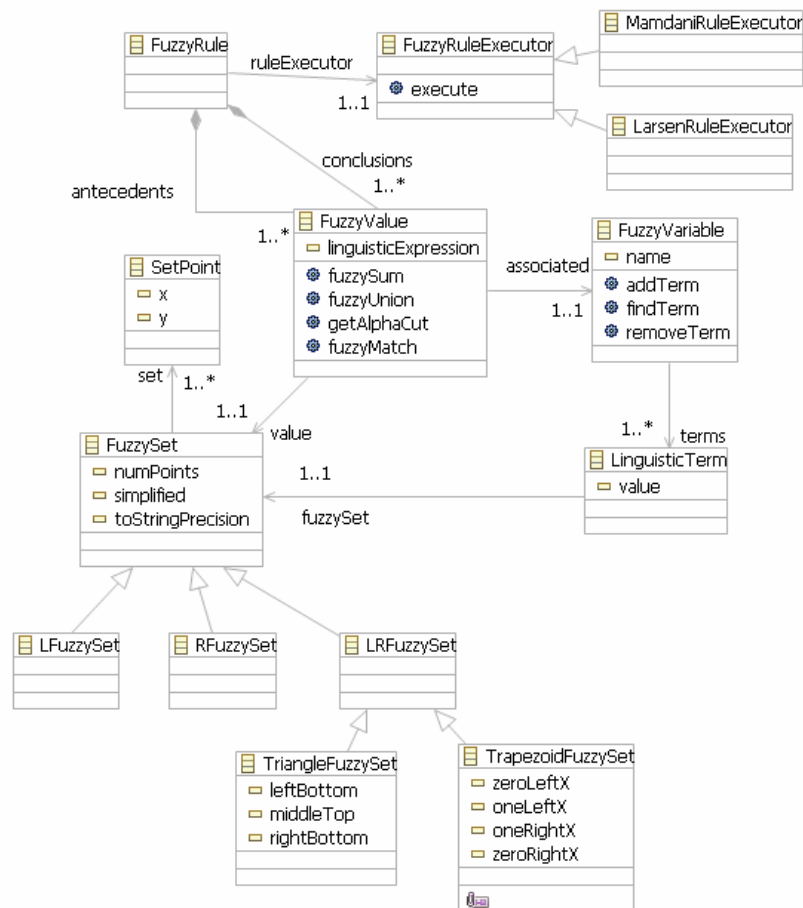 MamdaniRuleExecutor
FuzzyRule
FuzzyRuleExecutor
ruleExecutor
execute
1..1
LarsenRuleExecutor
conclusions
1..*
antecedents
1..*
FuzzyValue
linguisticExpression
fuzzySum
fuzzyUnion
getAlphaCut
fuzzyMatch
associated
1..1
FuzzyVariable
name
addTerm
findTerm
removeTerm
SetPoint
x
y
set
1..*
1..1
value
1..*
terms
FuzzySet
numPoints
simplified
toStringPrecision
1..1
fuzzySet
LinguisticTerm
value
LFuzzySet
RFuzzySet
LRFuzzySet
TriangleFuzzySet
leftBottom
middleTop
rightBottom
TrapezoidFuzzySet
zeroLeftX
oneLeftX
oneRightX
zeroRightX